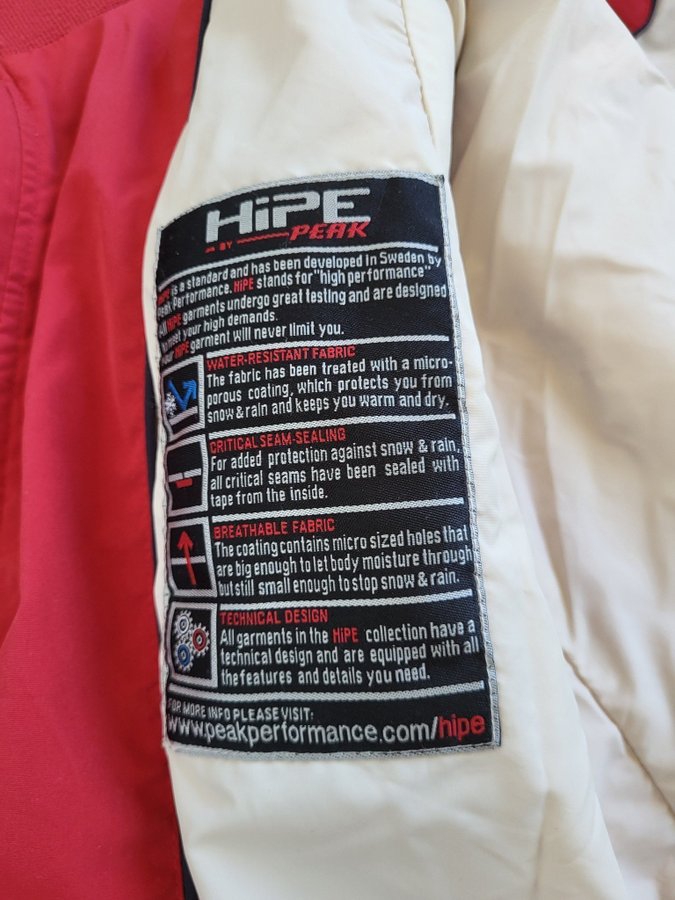 HiPE
BY PEAK
HiPE is a standard and has been developed in Sweden by
Peak Performance. HiPE stands for "high performance"
All HiPE garments undergo great testing and are designed
to meet your high demands.
Your HiPE garment will never limit you.
WATER-RESISTANT FABRIC
The fabric has been treated with a micro-
porous coating, which protects you from
snow & rain and keeps you warm and dry.
CRITICAL SEAM-SEALING
For added protection against snow & rain,
all critical seams have been sealed with
tape from the inside.
BREATHABLE FABRIC
The coating contains micro sized holes that
are big enough to let body moisture through
but still small enough to stop snow & rain.
TECHNICAL DESIGN
All garments in the HiPE collection have a
technical design and are equipped with all
the features and details you need.
FOR MORE INFO PLEASE VISIT:
www.peakperformance.com/hipe